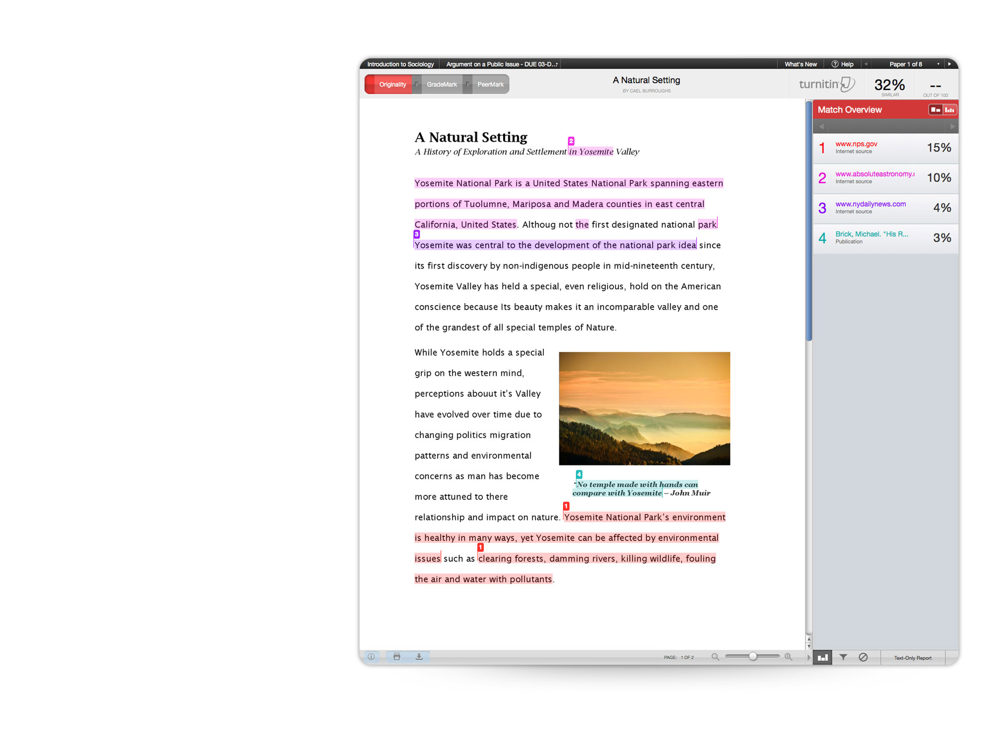 Introduction to Sociology
Argument on a Public Issue - DUE 03-D...
What's New
Help
Paper 1 of 8
Originality
GradeMark
PeerMark
A Natural Setting
BY CAEL BURROUGHS
turnitin
32%
SIMILAR
--
OUT OF 100
Match Overview
1
www.nps.gov
Internet source
15%
2
www.absoluteastronomy.c
Internet source
10%
3
www.nydailynews.com
Internet source
4%
4
Brick, Michael. "His R...
Publication
3%
A Natural Setting
2
A History of Exploration and Settlement in Yosemite Valley
Yosemite National Park is a United States National Park spanning eastern
portions of Tuolumne, Mariposa and Madera counties in east central
California, United States. Althoug not the first designated national park
3
Yosemite was central to the development of the national park idea since
its first discovery by non-indigenous people in mid-nineteenth century,
Yosemite Valley has held a special, even religious, hold on the American
conscience because Its beauty makes it an incomparable valley and one
of the grandest of all special temples of Nature.
While Yosemite holds a special
grip on the western mind,
perceptions abouut it's Valley
have evolved over time due to
changing politics migration
patterns and environmental
concerns as man has become
more attuned to there
4
"No temple made with hands can
compare with Yosemite – John Muir
1
relationship and impact on nature. Yosemite National Park's environment
is healthy in many ways, yet Yosemite can be affected by environmental
1
issues such as clearing forests, damming rivers, killing wildlife, fouling
the air and water with pollutants.
PAGE: 1 OF 2
Text-Only Report